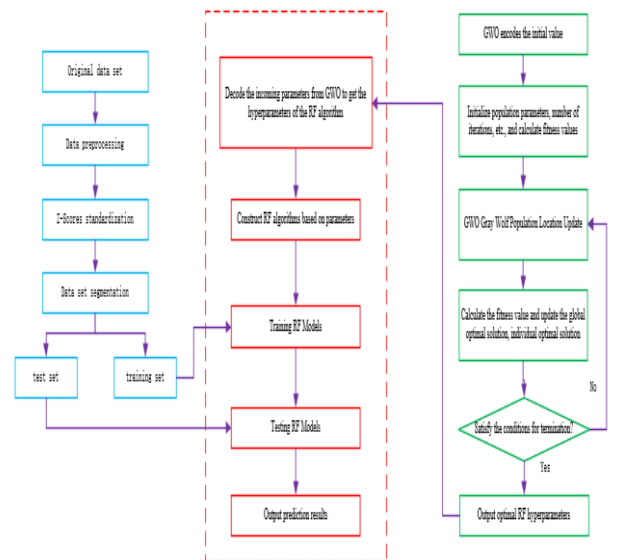 Original data set
Data preprocessing
Z-Scores standardization
Data set segmentation
test set
training set
Decode the incoming parameters from GWO to get the
hyperparameters of the RF algorithm
Construct RF algorithms based on parameters
Training RF Models
Testing RF Models
Output prediction results
GWO encodes the initial value
Initialize population parameters, number of
iterations, etc., and calculate fitness values
GWO Gray Wolf Population Location Update
Calculate the fitness value and update the global
optimal solution, individual optimal solution
No
Satisfy the conditions for termination?
Yes
Output optimal RF hyperparameters